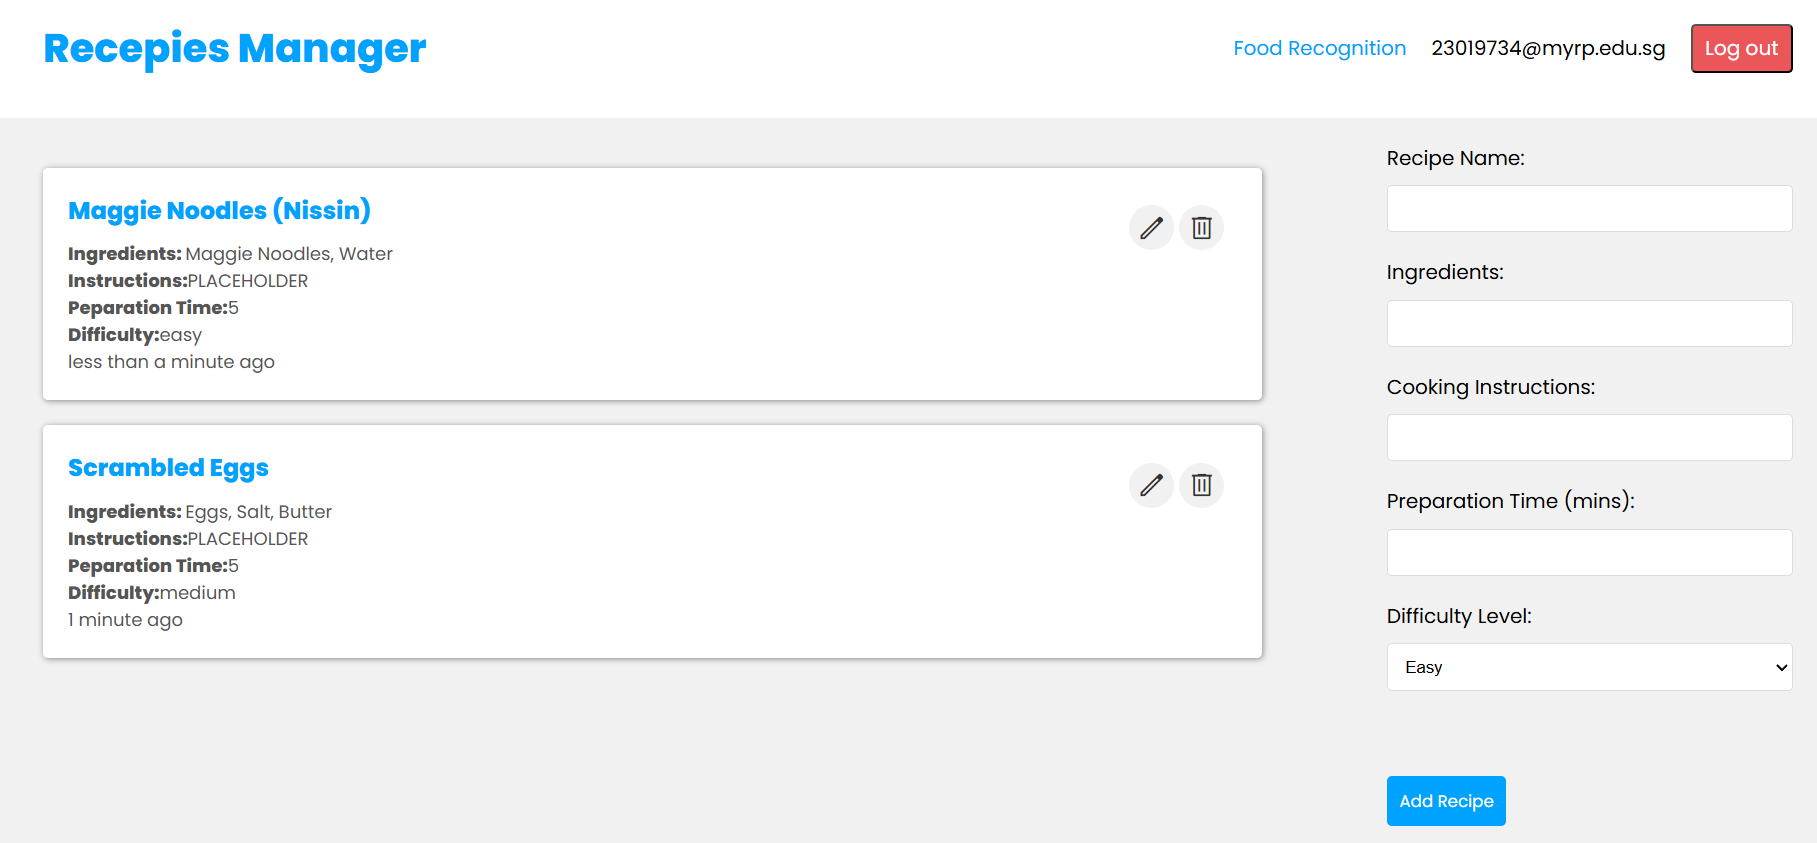 Recepies Manager
Food Recognition
23019734@myrp.edu.sg
Log out
Maggie Noodles (Nissin)
Ingredients: Maggie Noodles, Water
Instructions:PLACEHOLDER
Peparation Time:5
Difficulty:easy
less than a minute ago
Scrambled Eggs
Ingredients: Eggs, Salt, Butter
Instructions:PLACEHOLDER
Peparation Time:5
Difficulty:medium
1 minute ago
Recipe Name:
Ingredients:
Cooking Instructions:
Preparation Time (mins):
Difficulty Level:
Easy
Add Recipe